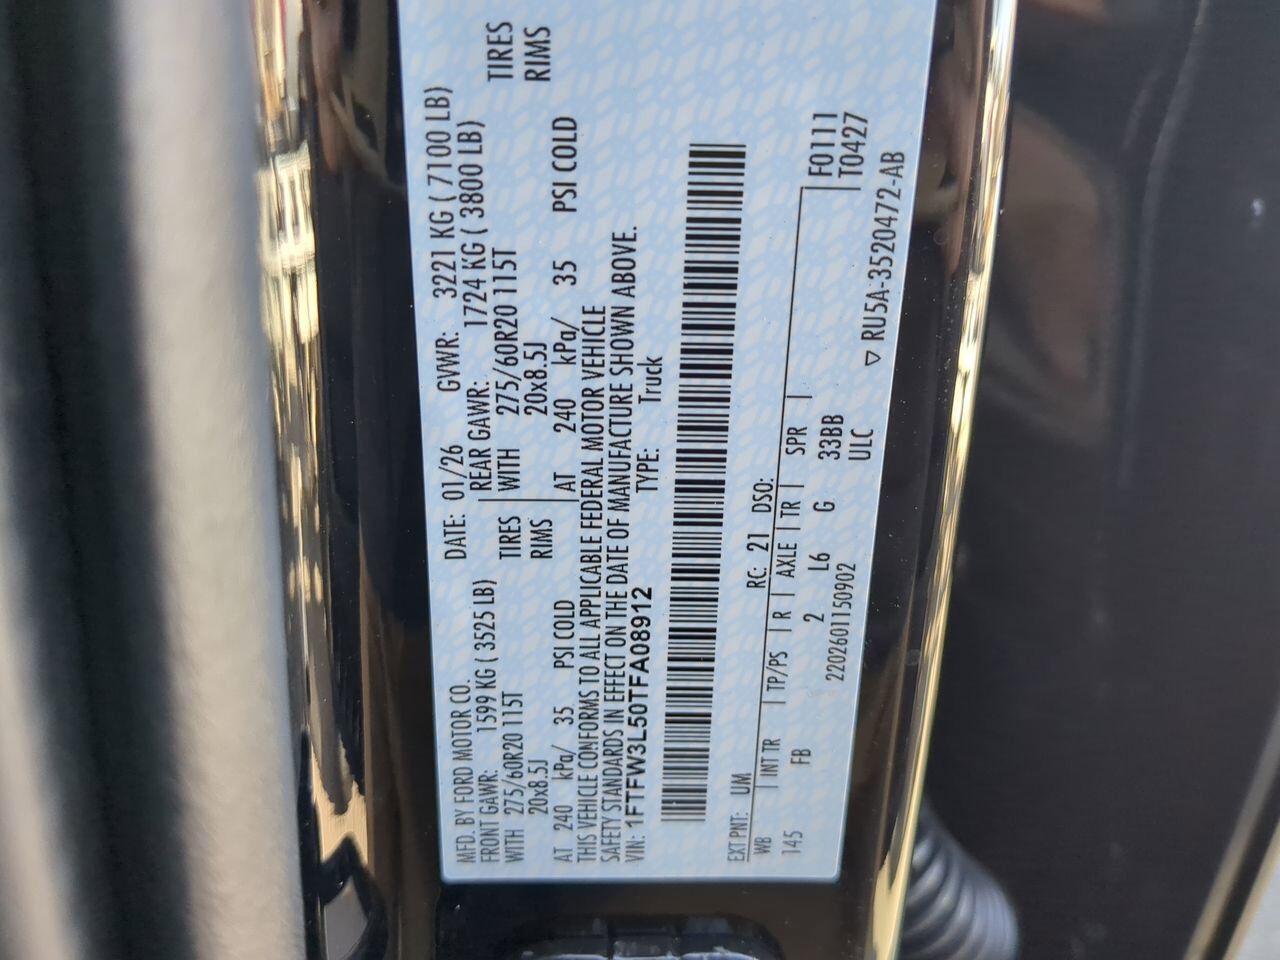 MFD. BY FORD MOTOR CO. DATE: 01/26 GVWR: 3221 KG ( 7100 LB)
FRONT GAWR: 1599 KG ( 3525 LB) REAR GAWR: 1724 KG ( 3800 LB)
WITH 275/60R20 115T TIRES WITH 275/60R20 115T TIRES
20x8.5J RIMS 20x8.5J RIMS
AT 240 kPa/ 35 PSI COLD AT 240 kPa/ 35 PSI COLD
THIS VEHICLE CONFORMS TO ALL APPLICABLE FEDERAL MOTOR VEHICLE
SAFETY STANDARDS IN EFFECT ON THE DATE OF MANUFACTURE SHOWN ABOVE.
VIN: 1FTFW3L50TFA08912 TYPE: Truck
EXT PNT: UM RC: 21 DSO:
WB INT TR TP/PS R AXLE TR SPR
145 FB 2 L6 G 33BB F0111
2202601150902 ULC T0427
▽ RU5A-3520472-AB